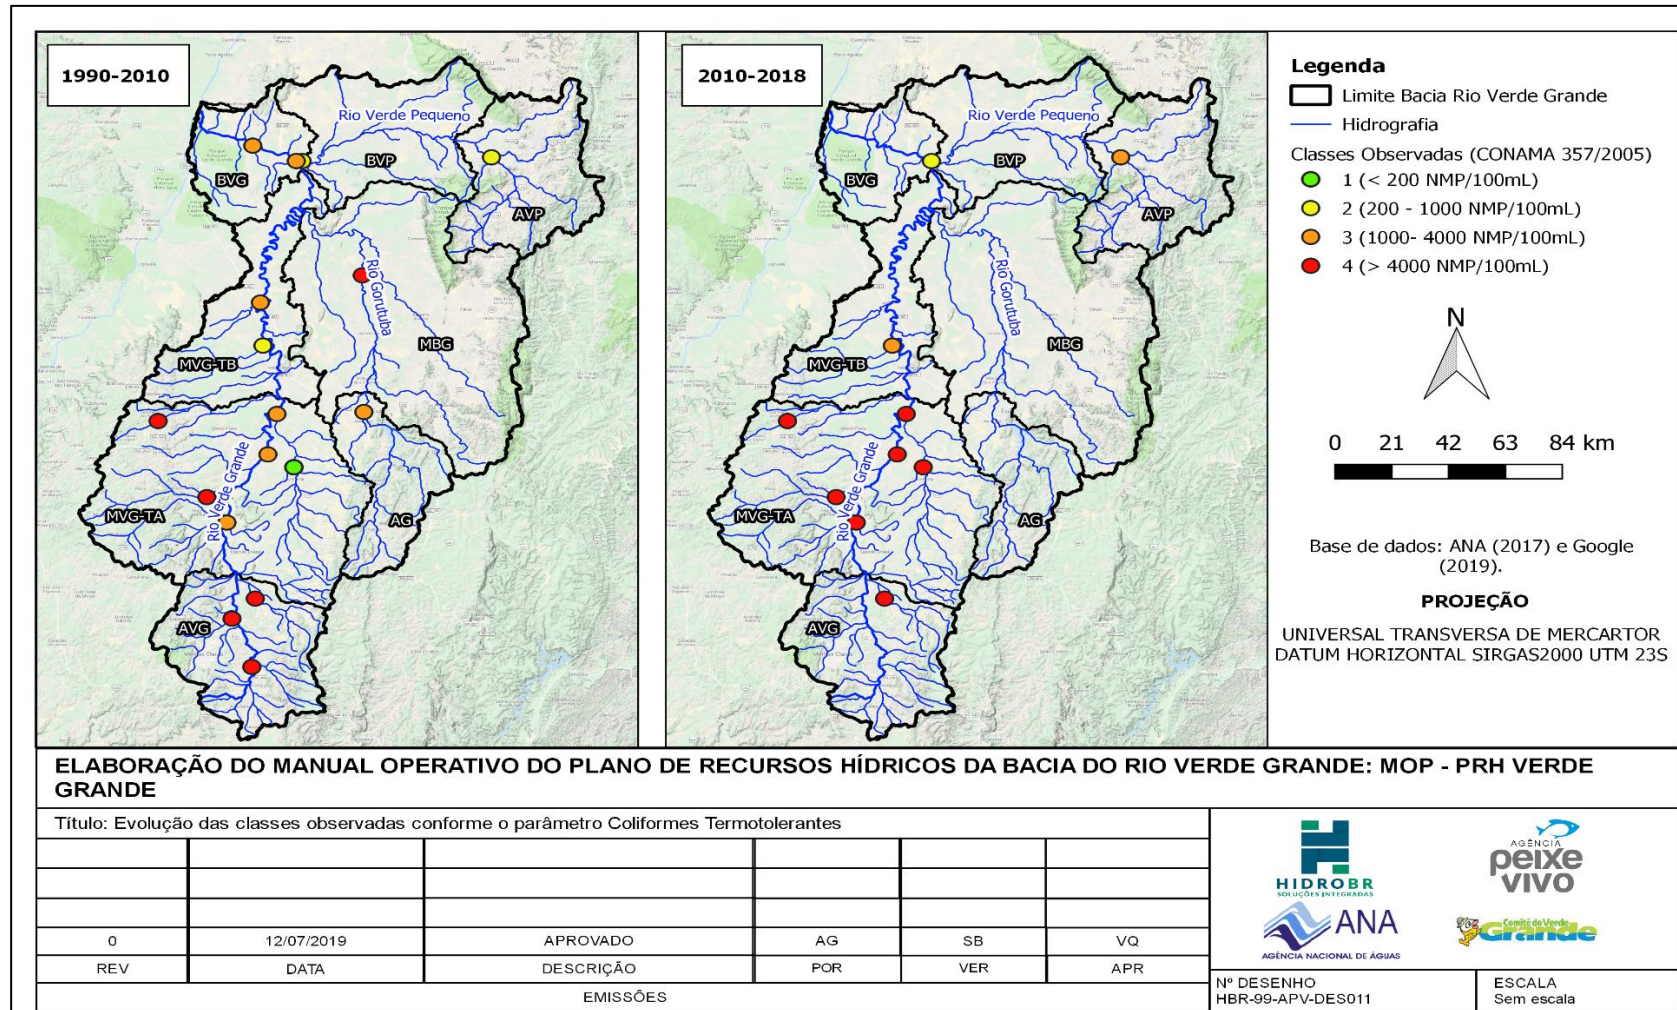 1990-2010
Rio Verde Pequeno
BVP
BVG
AVP
Rio Gorutuba
MBG
MVG-TB
Rio Verde Grande
MVG-TA
AG
AVG
2010-2018
Rio Verde Pequeno
BVP
BVG
AVP
Rio Gorutuba
MBG
MVG-TB
Rio Verde Grande
MVG-TA
AG
AVG
Legenda
Limite Bacia Rio Verde Grande
Hidrografia
Classes Observadas (CONAMA 357/2005)
1 (< 200 NMP/100mL)
2 (200 - 1000 NMP/100mL)
3 (1000- 4000 NMP/100mL)
4 (> 4000 NMP/100mL)
N
0 21 42 63 84 km
Base de dados: ANA (2017) e Google
(2019).
PROJEÇÃO
UNIVERSAL TRANSVERSA DE MERCARTOR
DATUM HORIZONTAL SIRGAS2000 UTM 23S
ELABORAÇÃO DO MANUAL OPERATIVO DO PLANO DE RECURSOS HÍDRICOS DA BACIA DO RIO VERDE GRANDE: MOP - PRH VERDE
GRANDE
Título: Evolução das classes observadas conforme o parâmetro Coliformes Termotolerantes
0 12/07/2019 APROVADO AG SB VQ
REV DATA DESCRIÇÃO POR VER APR
EMISSÕES
HIDROBR
SOLUÇÕES INTEGRADAS
AGÊNCIA
peixe
vivo
ANA
AGÊNCIA NACIONAL DE ÁGUAS
Comitê do Verde
Grande
Nº DESENHO
HBR-99-APV-DES011
ESCALA
Sem escala